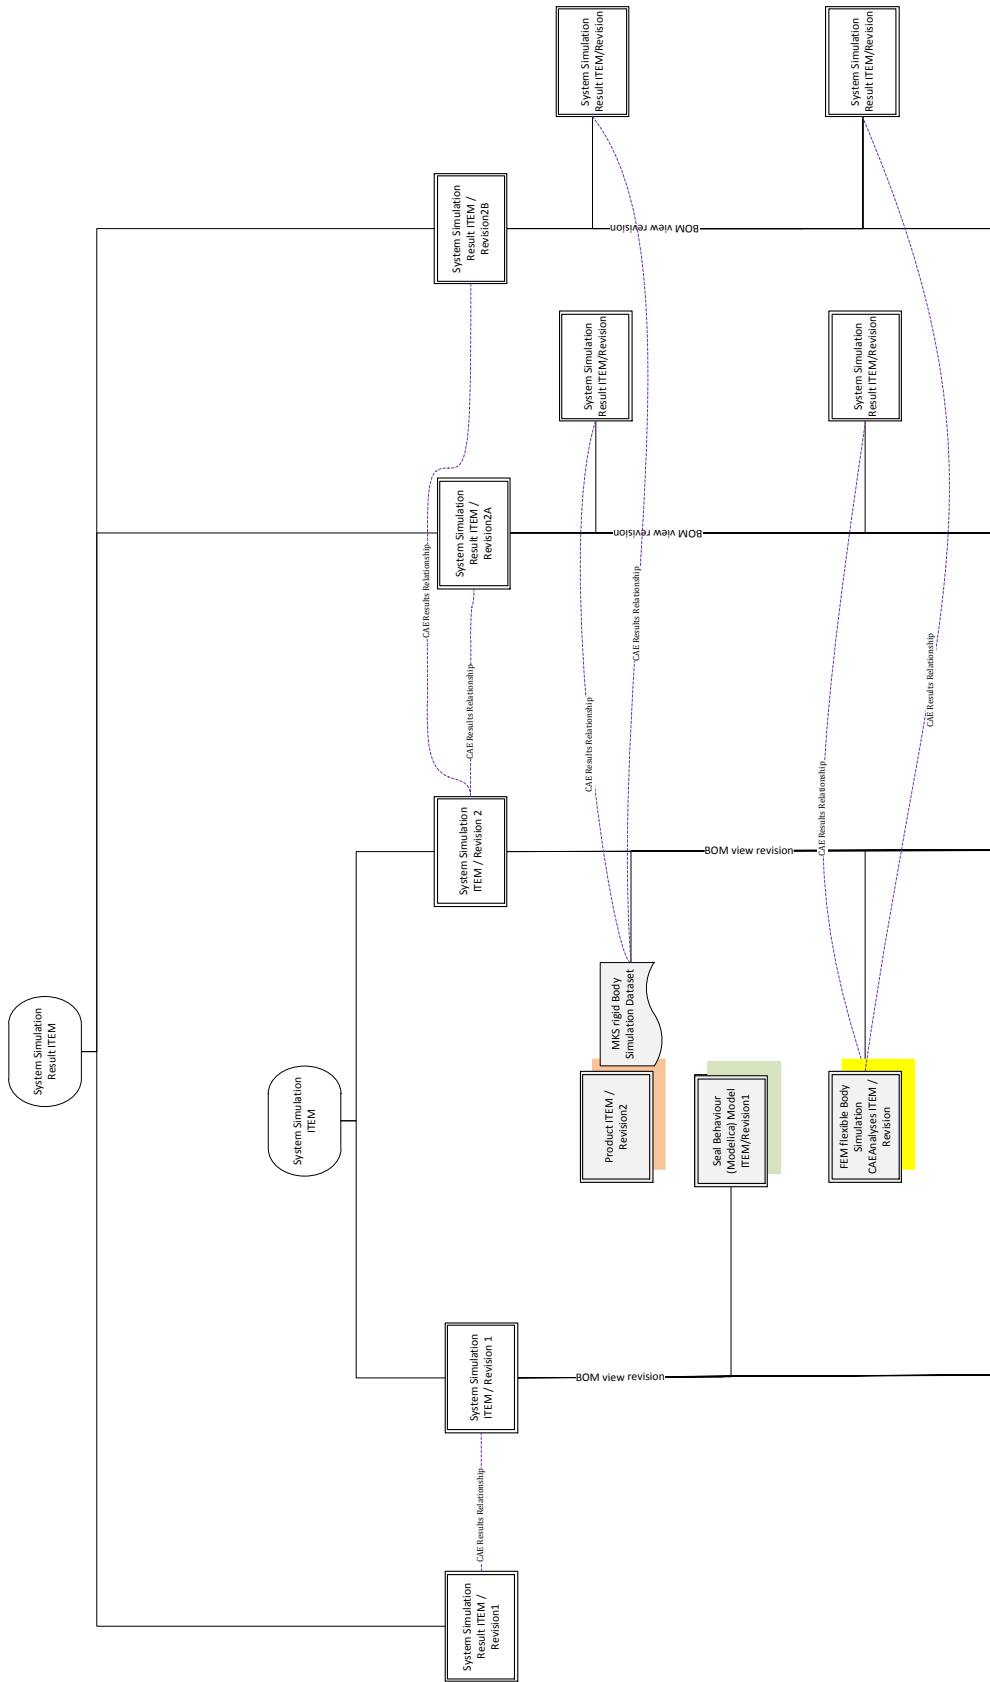 System Simulation
Result ITEM
System Simulation
ITEM
System Simulation
Result ITEM /
Revision1
CAE Results Relationship
System Simulation
ITEM / Revision 1
System Simulation
ITEM / Revision 2
CAE Results Relationship
CAE Results Relationship
System Simulation
Result ITEM /
Revision2A
System Simulation
Result ITEM /
Revision2B
BOM view revision
BOM view revision
BOM view revision
BOM view revision
Product ITEM /
Revision2
MKS rigid Body
Simulation Dataset
CAE Results Relationship
CAE Results Relationship
System Simulation
Result ITEM/Revision
System Simulation
Result ITEM/Revision
Seal Behaviour
(Modelica) Model
ITEM/Revision1
FEM flexible Body
Simulation
CAEAnalyses ITEM /
Revision
CAE Results Relationship
CAE Results Relationship
System Simulation
Result ITEM/Revision
System Simulation
Result ITEM/Revision